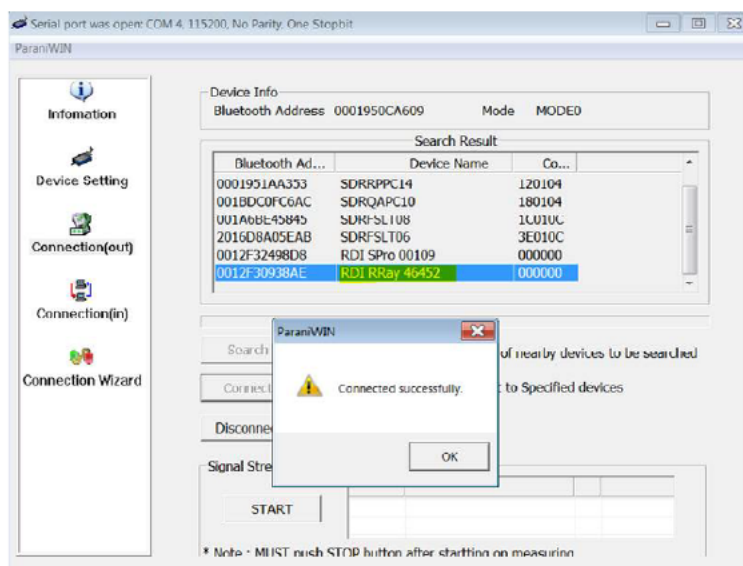 Serial port was open: COM 4, 115200, No Parity, One Stopbit
ParaniWIN
Infomation
Device Setting
Connection(out)
Connection(in)
Connection Wizard
Device Info
Bluetooth Address 0001950CA609 Mode MODE0
Search Result
Bluetooth Ad... Device Name Co...
0001951AA353 SDRRPPC14 120104
001BDC0FC6AC SDRQAPC10 180104
001A6BE45845 SDRFSLT08 1C010C
2016D8A05EAB SDRFSLT06 3E010C
0012F32498D8 RDI SPro 00109 000000
0012F30938AE RDI RRay 46452 000000
Search of nearby devices to be searched
Connect to Specified devices
Disconne
ParaniWIN
Connected successfully.
OK
Signal Stre
START
* Note : MUST push STOP button after startting on measuring